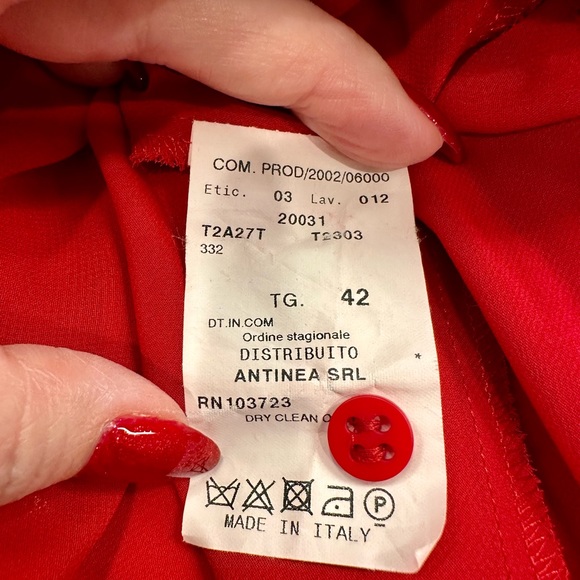 COM. PROD/2002/06000
Etic. 03 Lav. 012
20031
T2A27T T2303
332
TG. 42
DT.IN.COM
Ordine stagionale
DISTRIBUITO *
ANTINEA SRL
RN103723
DRY CLEAN O
P
MADE IN ITALY